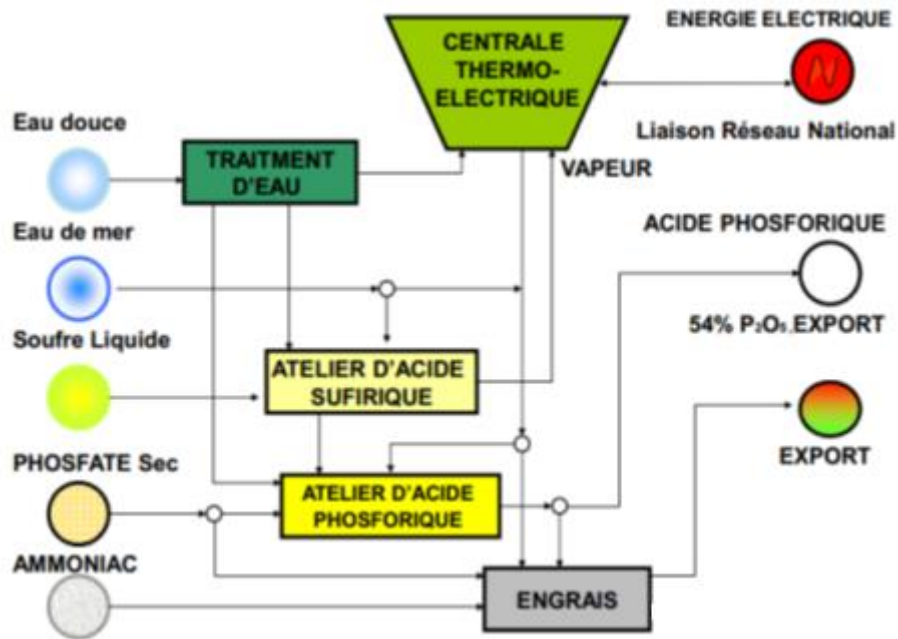 ENERGIE ELECTRIQUE
CENTRALE
THERMO-
ELECTRIQUE
Liaison Réseau National
Eau douce
TRAITMENT
D'EAU
VAPEUR
Eau de mer
ACIDE PHOSFORIQUE
54% P₂O₅ EXPORT
Soufre Liquide
ATELIER D'ACIDE
SUFIRIQUE
EXPORT
PHOSFATE Sec
ATELIER D'ACIDE
PHOSFORIQUE
AMMONIAC
ENGRAIS